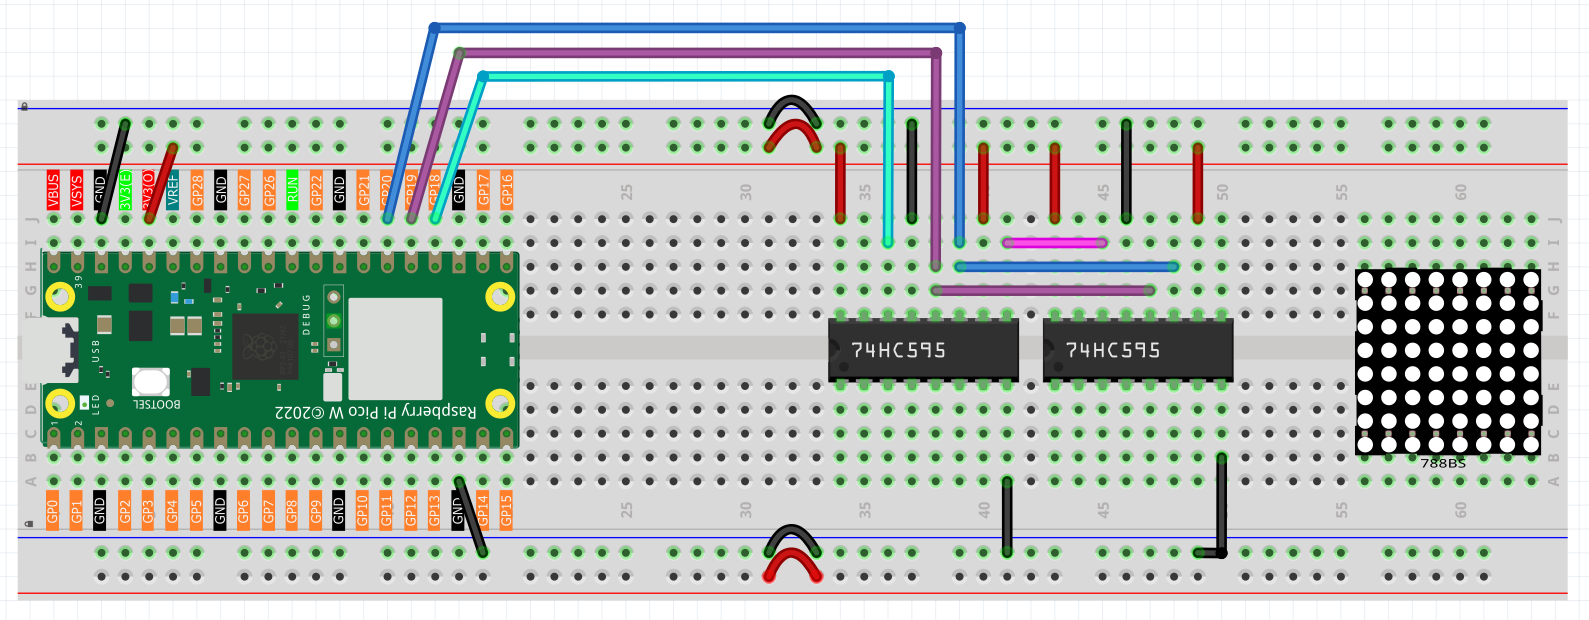 VBUS VSYS GND 3V3(E) 3V3(O) VREF GP28 GND GP27 GP26 RUN GP22 GND GP21 GP20 GP19 GP18 GND GP17 GP16
25 30 35 40 45 50 55 60
J J
I I
H H
G G
F F
39
DEBUG
USB
74HC595 74HC595
BOOTSEL
LED
Raspberry Pi Pico W ©2022
1 2
E E
D D
C C
B B
A A
788BS
GP0 GP1 GND GP2 GP3 GP4 GP5 GND GP6 GP7 GP8 GP9 GND GP10 GP11 GP12 GP13 GND GP14 GP15
25 30 35 40 45 50 55 60